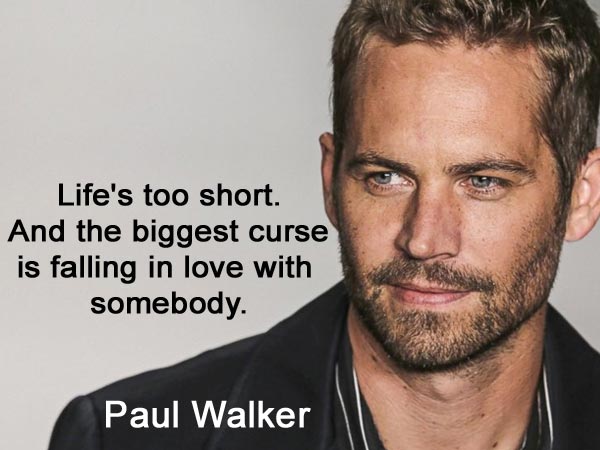 Life's too short.
And the biggest curse
is falling in love with
somebody.
Paul Walker